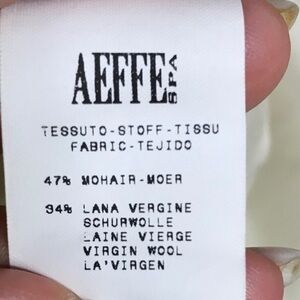 AEFFE SPA
TESSUTO-STOFF-TISSU
FABRIC-TEJIDO
47% MOHAIR-MOER
34% LANA VERGINE
SCHURWOLLE
LAINE VIERGE
VIRGIN WOOL
LA'VIRGEN